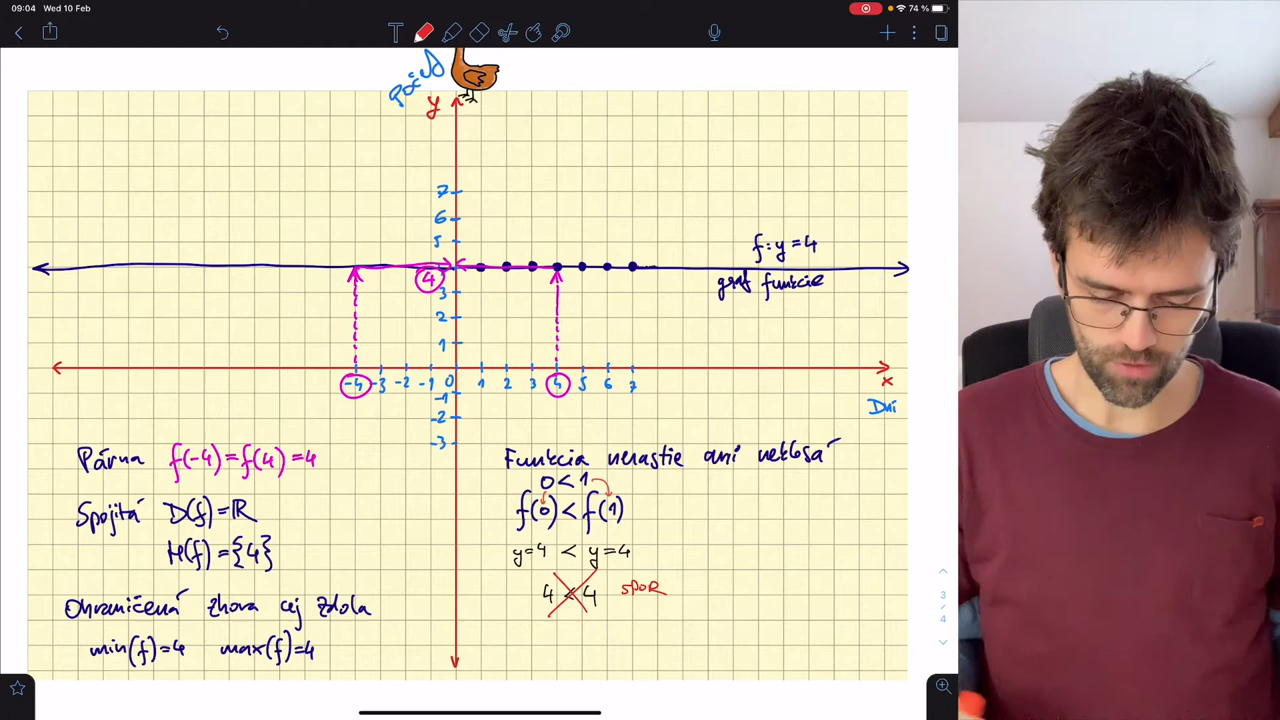 09:04 Wed 10 Feb
74 %
T
y
7
6
5
4
3
2
1
f: y = 4
graf funkcie
-4 -3 -2 -1 0 1 2 3 4 5 6 7
x
Dni
-1
-2
-3
Párna f(-4) = f(4) = 4
Spojitá D(f) = ℝ
H(f) = {4}
Ohraničená zhora aj zdola
min(f) = 4 max(f) = 4
Funkcia nerastie ani neklesá
0 < 1
f(0) < f(1)
y=4 < y=4
4 < 4 SPOR
3
/
4